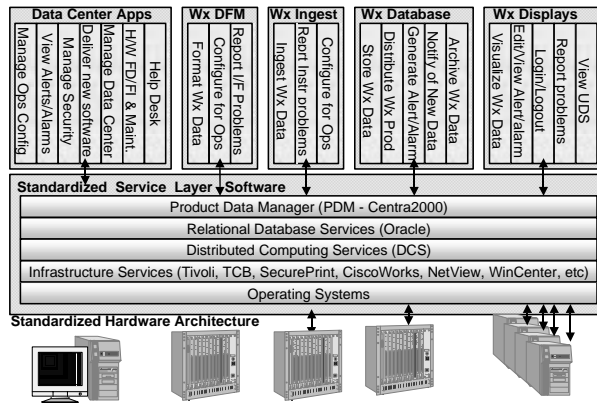 Data Center Apps
Manage Ops Config
View Alerts/Alarms
Manage Security
Deliver new software
Manage Data Center
H/W FD/FI & Maint.
Help Desk
Wx DFM
Format Wx Data
Configure for Ops
Report I/F Problems
Wx Ingest
Ingest Wx Data
Report Instr problems
Configure for Ops
Wx Database
Store Wx Data
Distribute Wx Prod
Generate Alert/Alarm
Notify of New Data
Archive Wx Data
Wx Displays
Visualize Wx Data
Edit/View Alert/alarm
Login/Logout
Report problems
View UDS
Standardized Service Layer Software
Product Data Manager (PDM - Centra2000)
Relational Database Services (Oracle)
Distributed Computing Services (DCS)
Infrastructure Services (Tivoli, TCB, SecurePrint, CiscoWorks, NetView, WinCenter, etc)
Operating Systems
Standardized Hardware Architecture